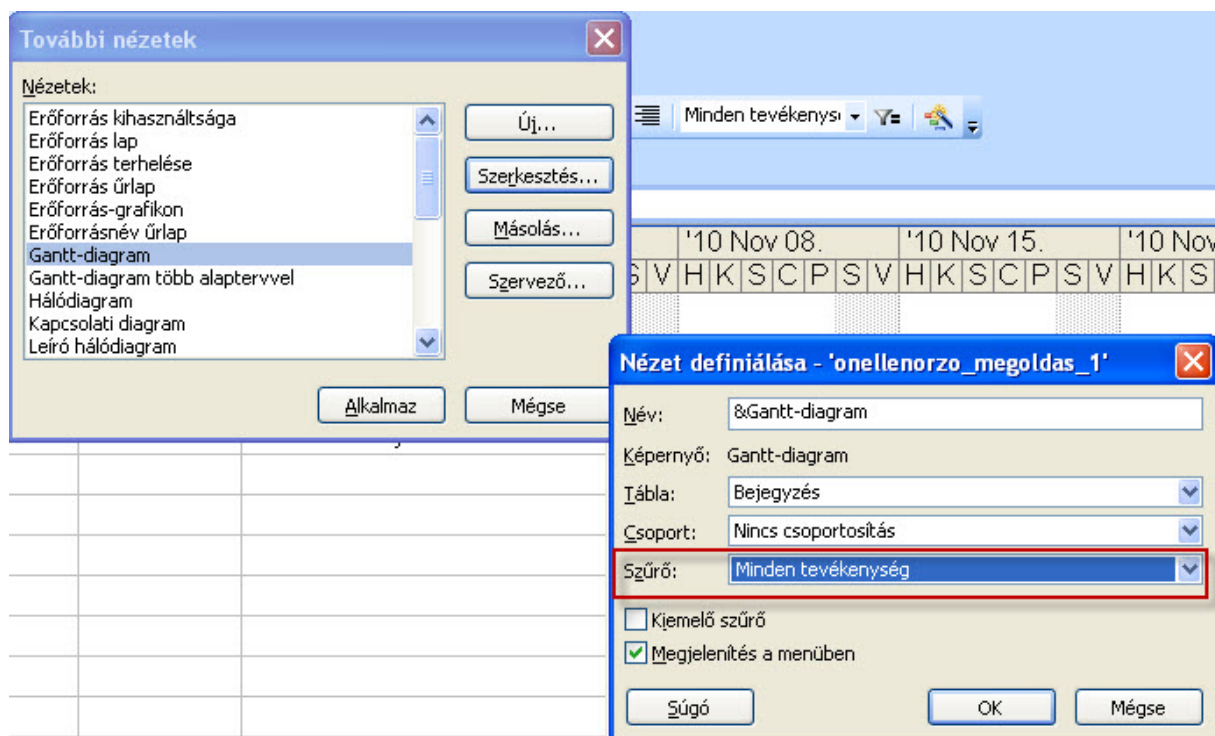 További nézetek
Nézetek:
Erőforrás kihasználtsága
Erőforrás lap
Erőforrás terhelése
Erőforrás űrlap
Erőforrás-grafikon
Erőforrásnév űrlap
Gantt-diagram
Gantt-diagram több alaptervvel
Hálódiagram
Kapcsolati diagram
Leíró hálódiagram
Új...
Szerkesztés...
Másolás...
Szervező...
Alkalmaz
Mégse
Minden tevékenys
'10 Nov 08. '10 Nov 15. '10 Nov
S V H K S C P S V H K S C P S V H K S
Nézet definiálása - 'onellenorzo_megoldas_1'
Név: &Gantt-diagram
Képernyő: Gantt-diagram
Tábla: Bejegyzés
Csoport: Nincs csoportosítás
Szűrő: Minden tevékenység
Kiemelő szűrő
Megjelenítés a menüben
Súgó OK Mégse